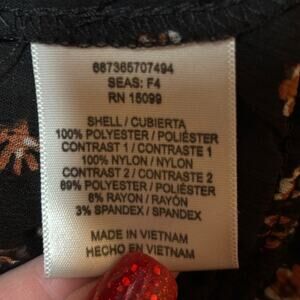 687365707494
SEAS: F4
RN 15099
SHELL / CUBIERTA
100% POLYESTER / POLIÉSTER
CONTRAST 1 / CONTRASTE 1
100% NYLON / NYLON
CONTRAST 2 / CONTRASTE 2
89% POLYESTER / POLIÉSTER
8% RAYON / RAYÓN
3% SPANDEX / SPANDEX
MADE IN VIETNAM
HECHO EN VIETNAM